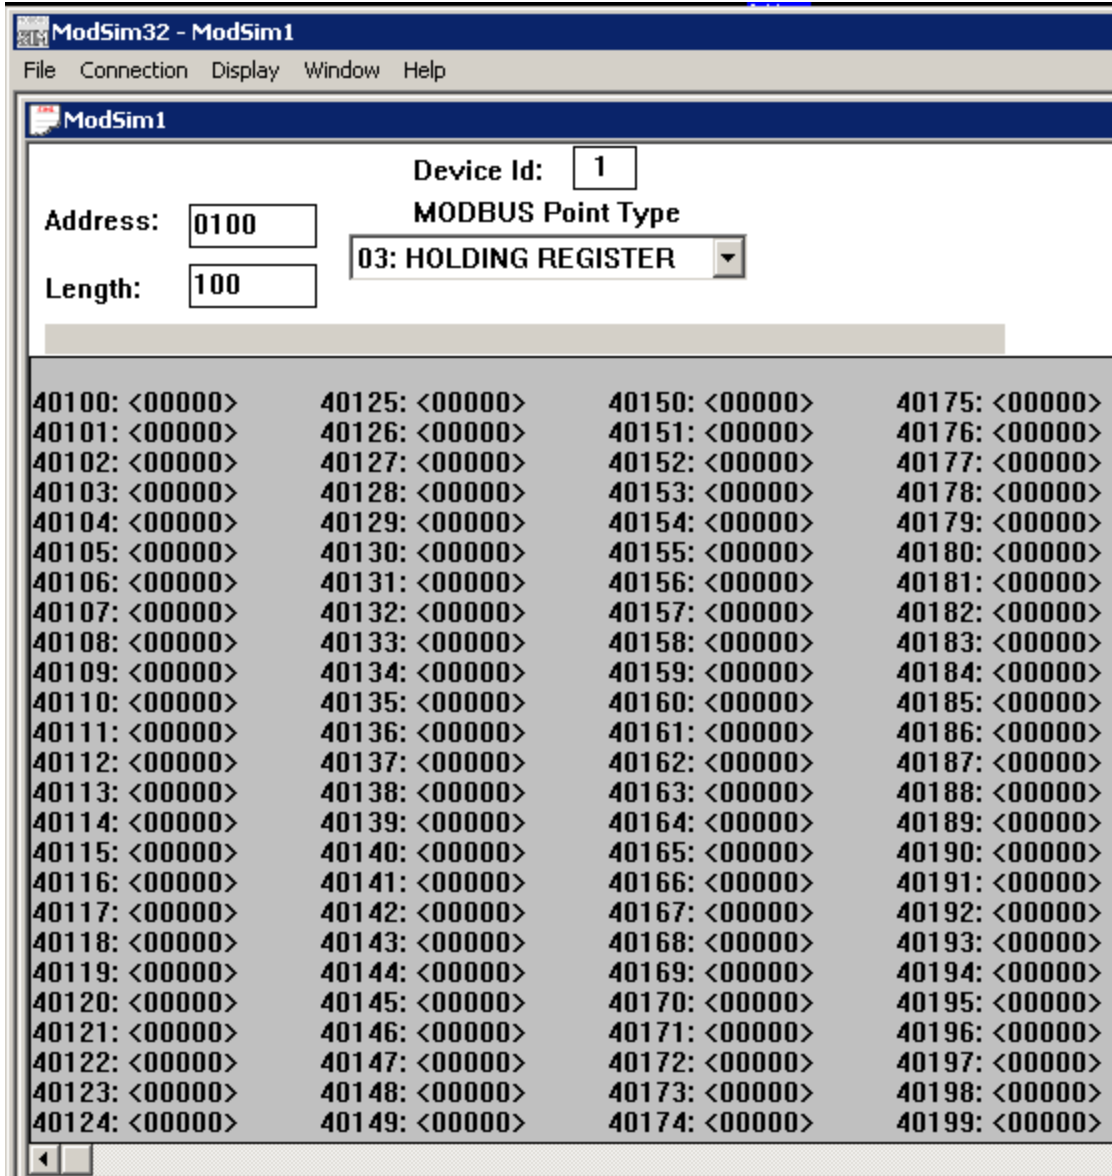 ModSim32 - ModSim1
File Connection Display Window Help
ModSim1
Device Id: 1
Address: 0100
MODBUS Point Type
03: HOLDING REGISTER
Length: 100
40100: <00000> 40125: <00000> 40150: <00000> 40175: <00000>
40101: <00000> 40126: <00000> 40151: <00000> 40176: <00000>
40102: <00000> 40127: <00000> 40152: <00000> 40177: <00000>
40103: <00000> 40128: <00000> 40153: <00000> 40178: <00000>
40104: <00000> 40129: <00000> 40154: <00000> 40179: <00000>
40105: <00000> 40130: <00000> 40155: <00000> 40180: <00000>
40106: <00000> 40131: <00000> 40156: <00000> 40181: <00000>
40107: <00000> 40132: <00000> 40157: <00000> 40182: <00000>
40108: <00000> 40133: <00000> 40158: <00000> 40183: <00000>
40109: <00000> 40134: <00000> 40159: <00000> 40184: <00000>
40110: <00000> 40135: <00000> 40160: <00000> 40185: <00000>
40111: <00000> 40136: <00000> 40161: <00000> 40186: <00000>
40112: <00000> 40137: <00000> 40162: <00000> 40187: <00000>
40113: <00000> 40138: <00000> 40163: <00000> 40188: <00000>
40114: <00000> 40139: <00000> 40164: <00000> 40189: <00000>
40115: <00000> 40140: <00000> 40165: <00000> 40190: <00000>
40116: <00000> 40141: <00000> 40166: <00000> 40191: <00000>
40117: <00000> 40142: <00000> 40167: <00000> 40192: <00000>
40118: <00000> 40143: <00000> 40168: <00000> 40193: <00000>
40119: <00000> 40144: <00000> 40169: <00000> 40194: <00000>
40120: <00000> 40145: <00000> 40170: <00000> 40195: <00000>
40121: <00000> 40146: <00000> 40171: <00000> 40196: <00000>
40122: <00000> 40147: <00000> 40172: <00000> 40197: <00000>
40123: <00000> 40148: <00000> 40173: <00000> 40198: <00000>
40124: <00000> 40149: <00000> 40174: <00000> 40199: <00000>